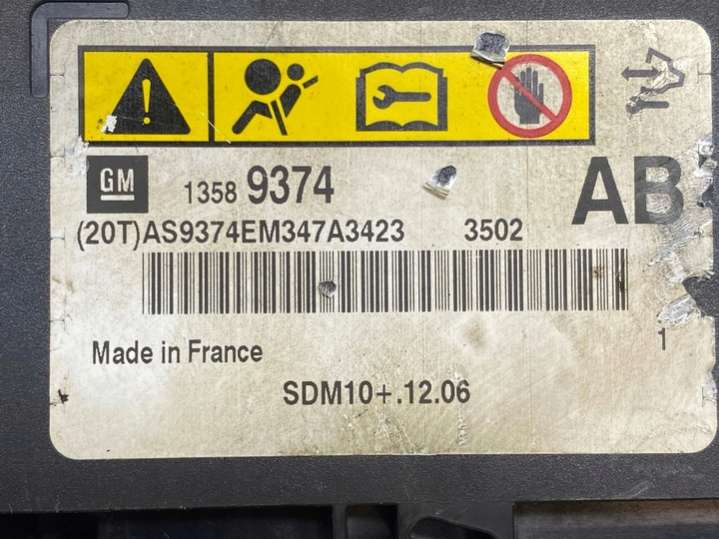 GM 1358 9374 AB
(20T)AS9374EM347A3423 3502
1
Made in France
SDM10+.12.06